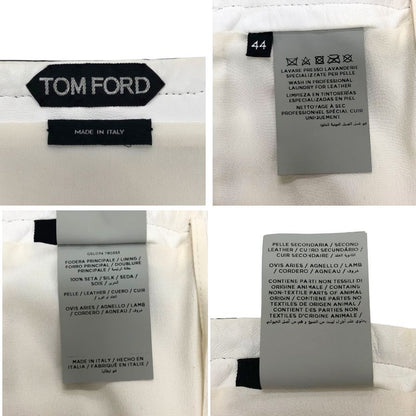 TOM FORD
MADE IN ITALY
44
LAVARE PRESSO LAVANDERIE
SPECIALIZZATE PER PELLE
WASH IN PROFESSIONAL
LAUNDRY FOR LEATHER
LIMPIEZA EN TINTORERÍAS
ESPECIALIZADAS PIEL
NETTOYAGE À SEC
PROFESSIONNEL SPÉCIAL CUIR
UNIQUEMENT
FODERA PRINCIPALE / LINING /
FORRO PRINCIPAL / DOUBLURE
PRINCIPALE /
100% SETA / SILK / SEDA /
SOIE /
PELLE / LEATHER / CUERO / CUIR
/
OVIS ARIES / AGNELLO / LAMB
/ CORDERO / AGNEAU /
MADE IN ITALY / HECHO EN
ITALIA / FABRIQUÉ EN ITALIE /
PELLE SECONDARIA / SECOND
LEATHER / CUERO SECUNDARIO /
CUIR SECONDAIRE /
OVIS ARIES / AGNELLO / LAMB
/ CORDERO / AGNEAU /
CONTIENE PARTI NON TESSILI DI
ORIGINE ANIMALE / CONTAINS
NON-TEXTILE PARTS OF ANIMAL
ORIGIN / CONTIENE PARTES NO
TEXTILES DE ORIGEN ANIMAL /
CONTIENT DES PARTIES NON
TEXTILES D'ORIGINE ANIMALE /